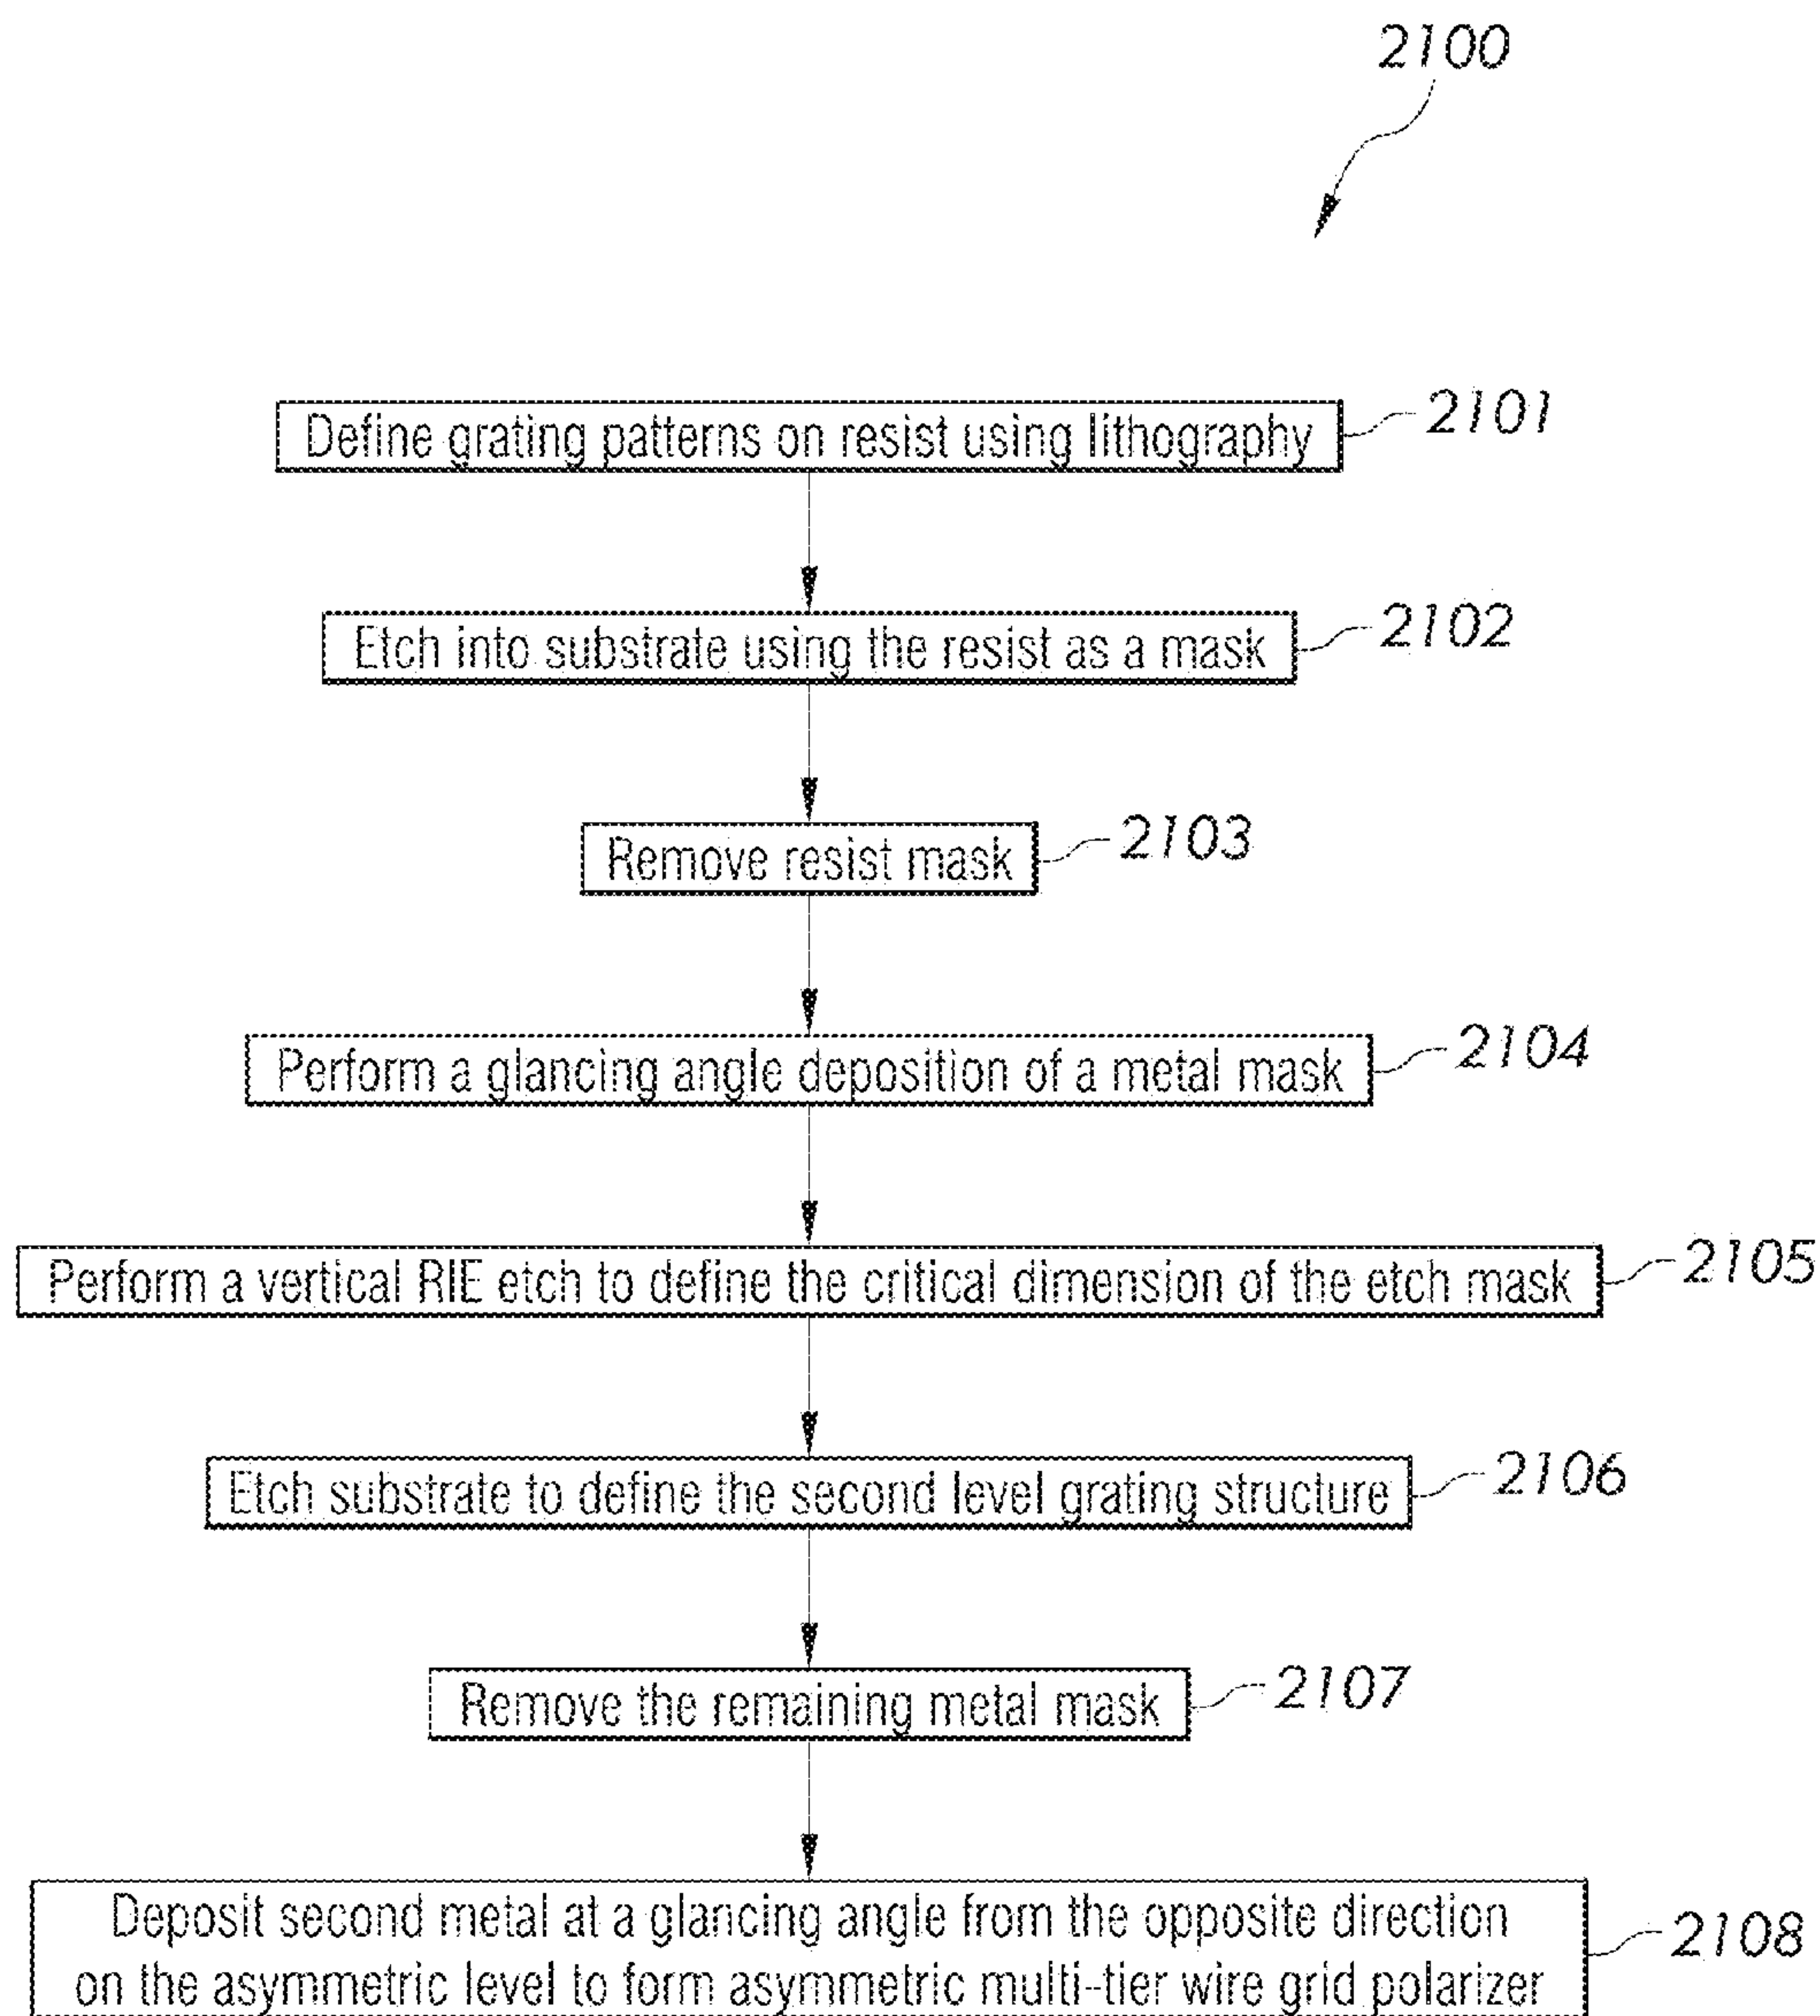 2100
Define grating patterns on resist using lithography
2101
Etch into substrate using the resist as a mask
2102
Remove resist mask
2103
Perform a glancing angle deposition of a metal mask
2104
Perform a vertical RIE etch to define the critical dimension of the etch mask
2105
Etch substrate to define the second level grating structure
2106
Remove the remaining metal mask
2107
Deposit second metal at a glancing angle from the opposite direction
on the asymmetric level to form asymmetric multi-tier wire grid polarizer
2108